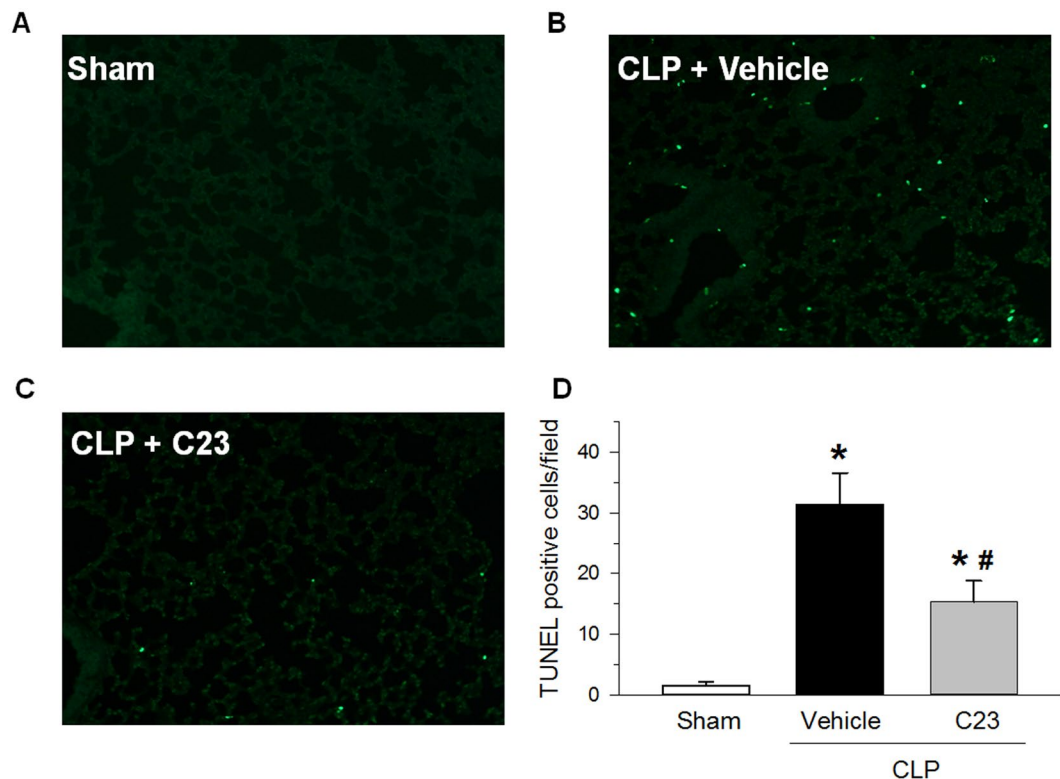 A
Sham
B
CLP + Vehicle
C
CLP + C23
D
TUNEL positive cells/field
40
30
20
10
0
*
* #
Sham
Vehicle
C23
CLP